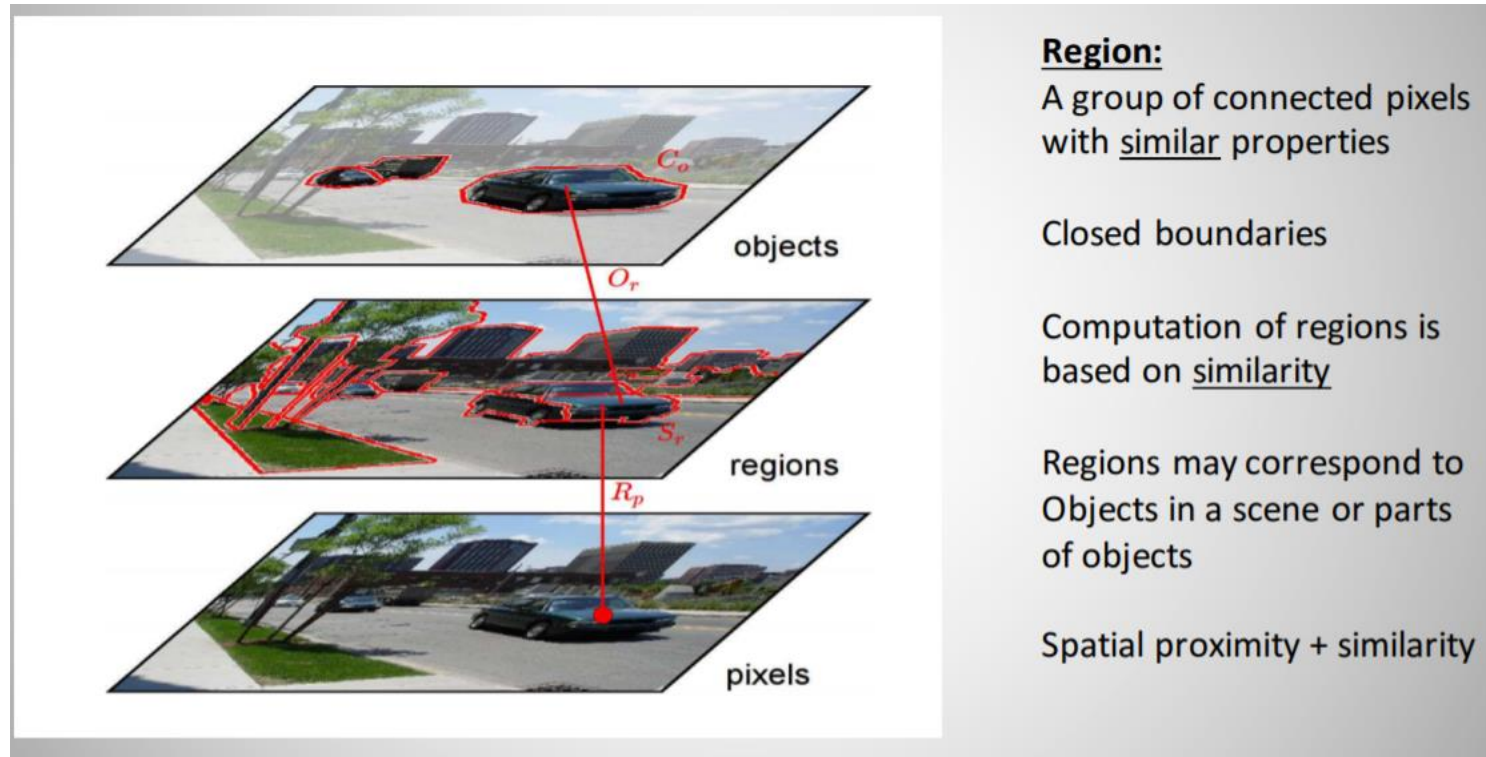 C_o
objects
O_r
S_r
regions
R_p
pixels
Region:
A group of connected pixels
with similar properties
Closed boundaries
Computation of regions is
based on similarity
Regions may correspond to
Objects in a scene or parts
of objects
Spatial proximity + similarity